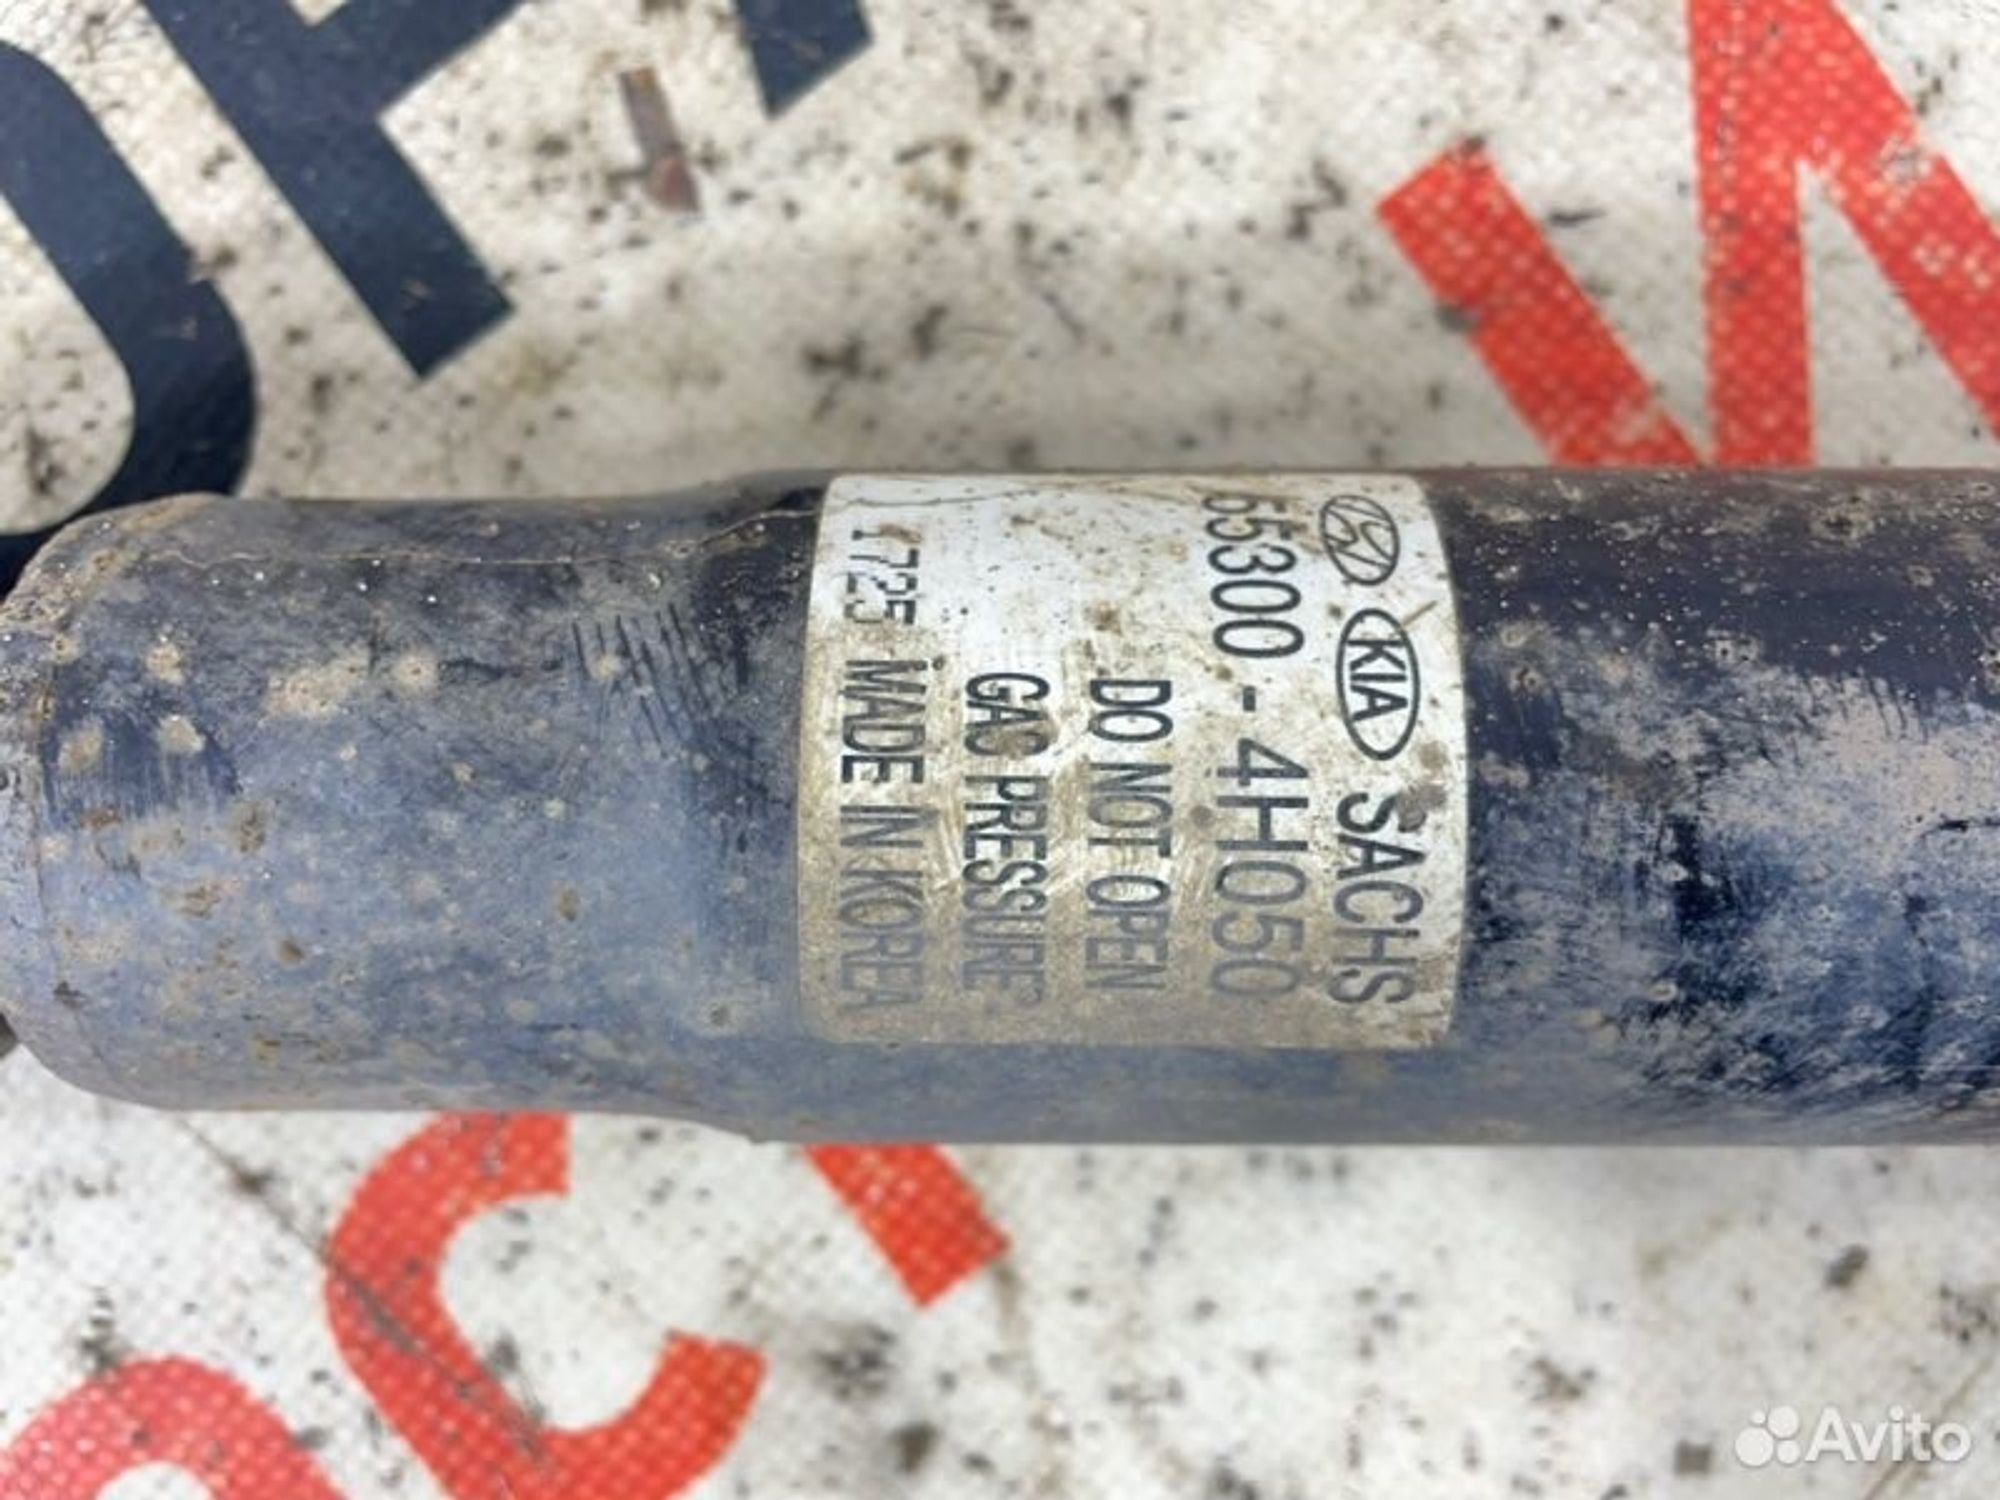 KIA SACHS
55300 - 4H050
DO NOT OPEN
GAS PRESSURE
1725 MADE IN KOREA
Avito